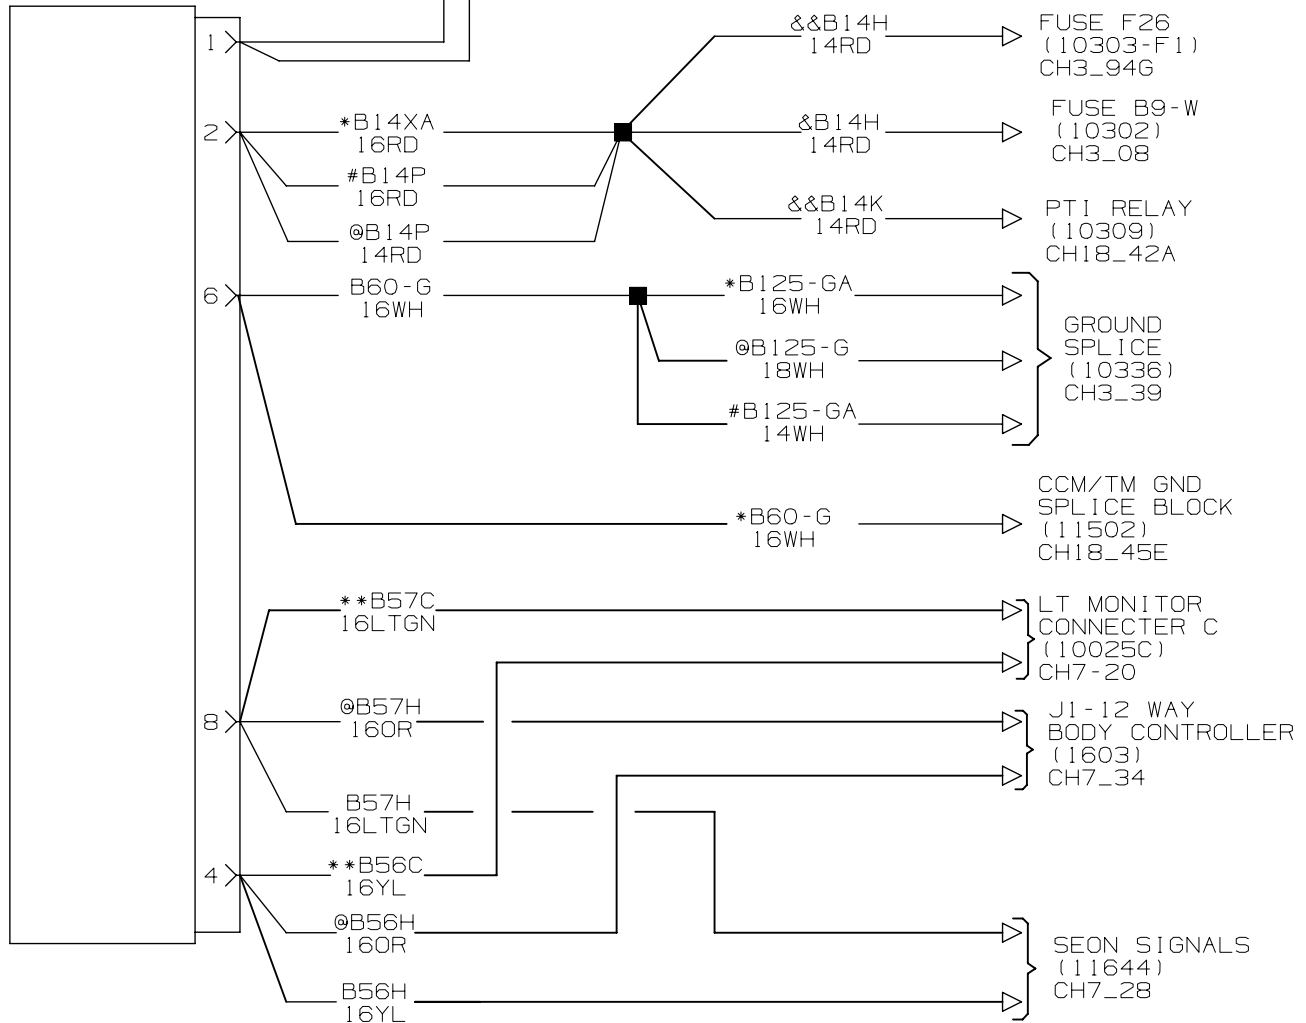 1
&&B14H
14RD
FUSE F26
(10303-F1)
CH3_94G
2
*B14XA
16RD
&B14H
14RD
FUSE B9-W
(10302)
CH3_08
#B14P
16RD
&&B14K
14RD
PTI RELAY
(10309)
CH18_42A
@B14P
14RD
6
B60-G
16WH
*B125-GA
16WH
@B125-G
18WH
#B125-GA
14WH
GROUND
SPLICE
(10336)
CH3_39
*B60-G
16WH
CCM/TM GND
SPLICE BLOCK
(11502)
CH18_45E
**B57C
16LTGN
LT MONITOR
CONNECTER C
(10025C)
CH7-20
8
@B57H
16OR
J1-12 WAY
BODY CONTROLLER
(1603)
CH7_34
B57H
16LTGN
4
**B56C
16YL
@B56H
16OR
SEON SIGNALS
(11644)
CH7_28
B56H
16YL